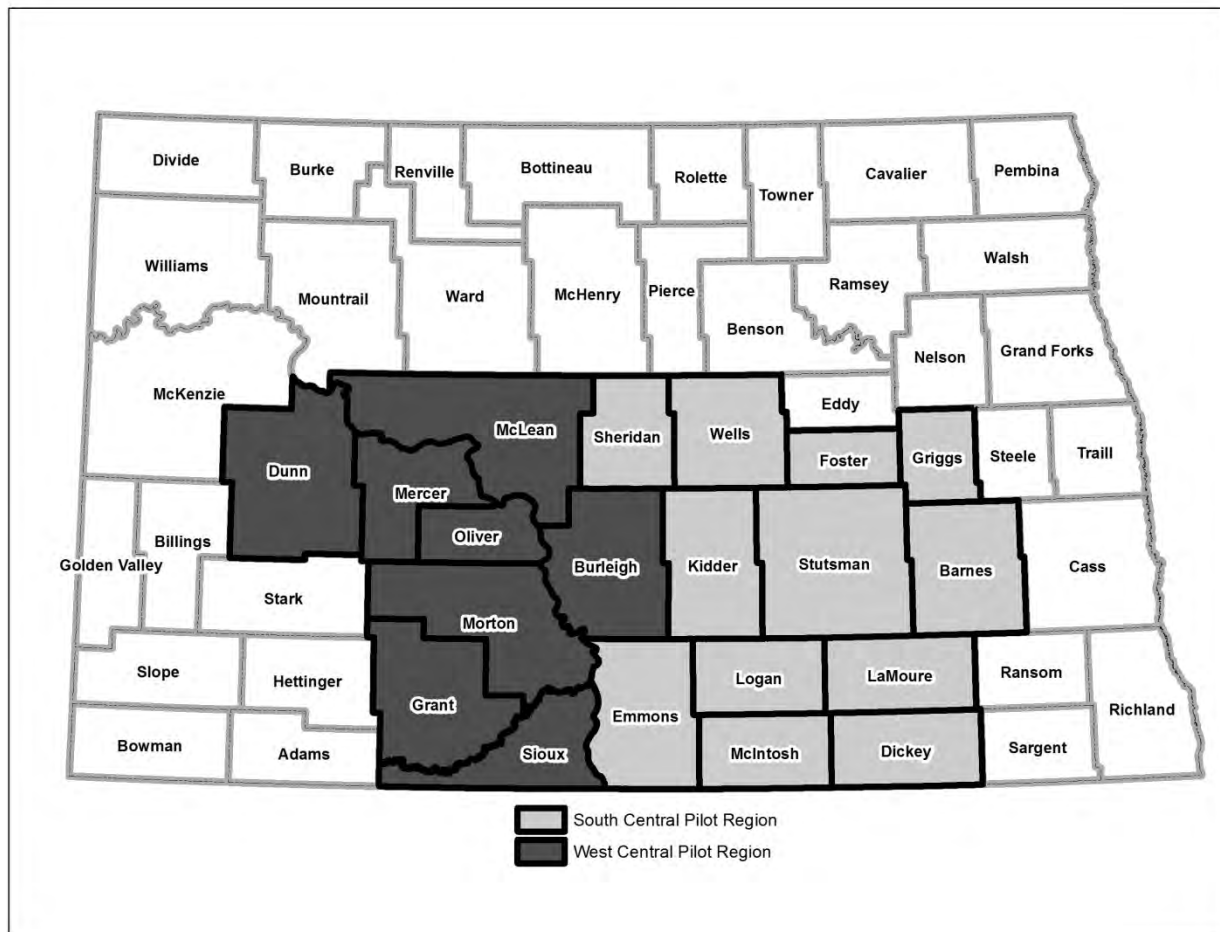 Divide
Burke
Renville
Bottineau
Rolette
Towner
Cavalier
Pembina
Williams
Mountrail
Ward
McHenry
Pierce
Benson
Ramsey
Walsh
Nelson
Grand Forks
McKenzie
Dunn
McLean
Sheridan
Wells
Eddy
Foster
Griggs
Steele
Traill
Mercer
Oliver
Billings
Golden Valley
Stark
Burleigh
Kidder
Stutsman
Barnes
Cass
Morton
Slope
Hettinger
Grant
Emmons
Logan
LaMoure
Ransom
Richland
Bowman
Adams
Sioux
McIntosh
Dickey
Sargent
South Central Pilot Region
West Central Pilot Region